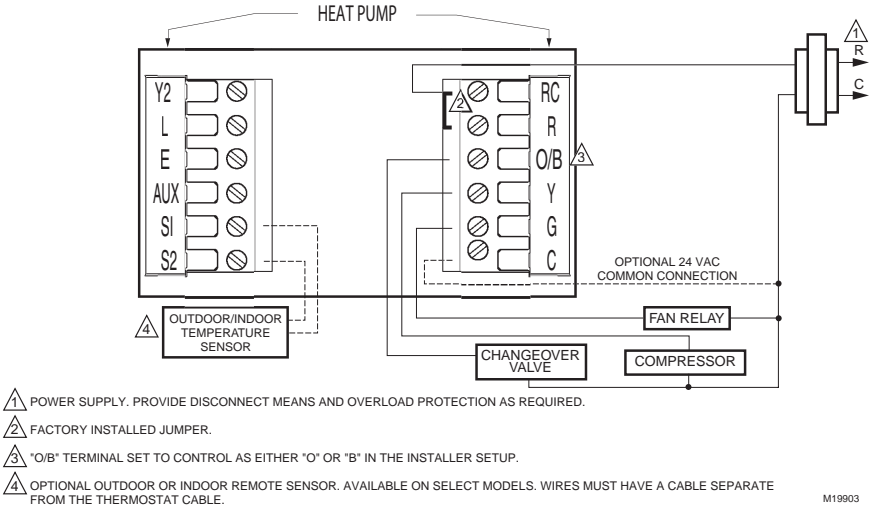 HEAT PUMP
1
R
C
Y2
L
E
AUX
S1
S2
2
RC
R
O/B
3
Y
G
C
OPTIONAL 24 VAC
COMMON CONNECTION
4
OUTDOOR/INDOOR
TEMPERATURE
SENSOR
FAN RELAY
CHANGEOVER
VALVE
COMPRESSOR
1 POWER SUPPLY. PROVIDE DISCONNECT MEANS AND OVERLOAD PROTECTION AS REQUIRED.
2 FACTORY INSTALLED JUMPER.
3 "O/B" TERMINAL SET TO CONTROL AS EITHER "O" OR "B" IN THE INSTALLER SETUP.
4 OPTIONAL OUTDOOR OR INDOOR REMOTE SENSOR. AVAILABLE ON SELECT MODELS. WIRES MUST HAVE A CABLE SEPARATE
FROM THE THERMOSTAT CABLE.
M19903